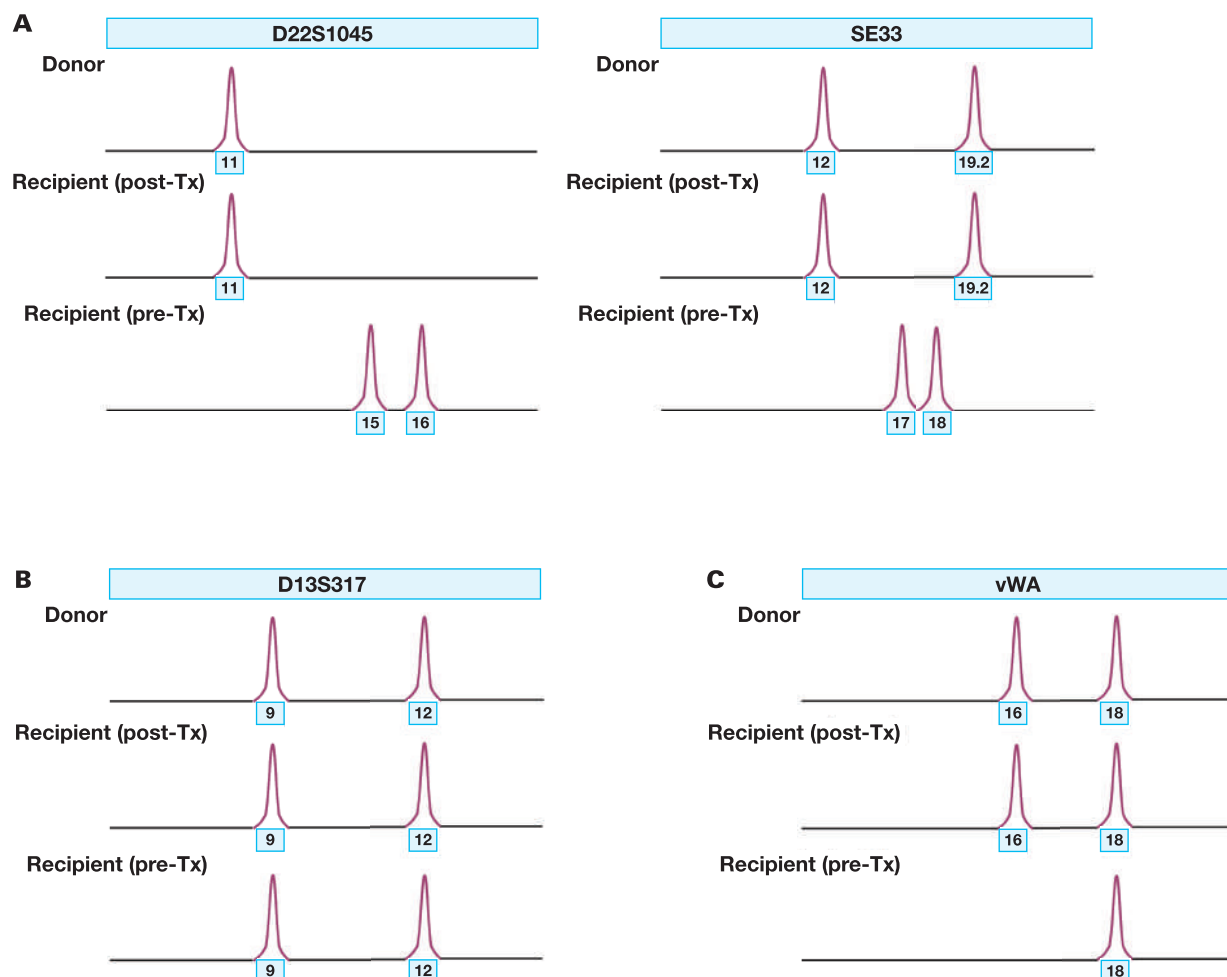 A
D22S1045
SE33
Donor
Donor
11
12
19.2
Recipient (post-Tx)
Recipient (post-Tx)
11
12
19.2
Recipient (pre-Tx)
Recipient (pre-Tx)
15
16
17
18
B
D13S317
C
vWA
Donor
Donor
9
12
16
18
Recipient (post-Tx)
Recipient (post-Tx)
9
12
16
18
Recipient (pre-Tx)
Recipient (pre-Tx)
9
12
18